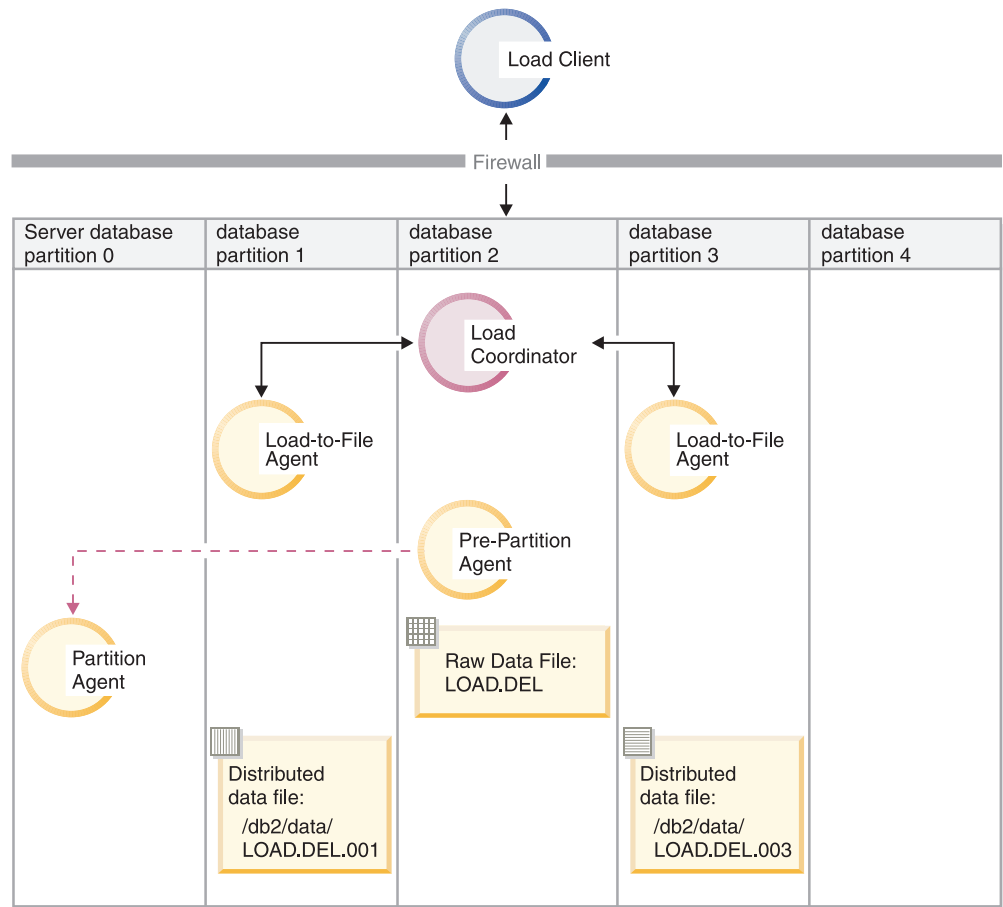 Load Client
Firewall
Server database
partition 0
database
partition 1
database
partition 2
database
partition 3
database
partition 4
Load
Coordinator
Load-to-File
Agent
Load-to-File
Agent
Pre-Partition
Agent
Partition
Agent
Raw Data File:
LOAD.DEL
Distributed
data file:
/db2/data/
LOAD.DEL.001
Distributed
data file:
/db2/data/
LOAD.DEL.003